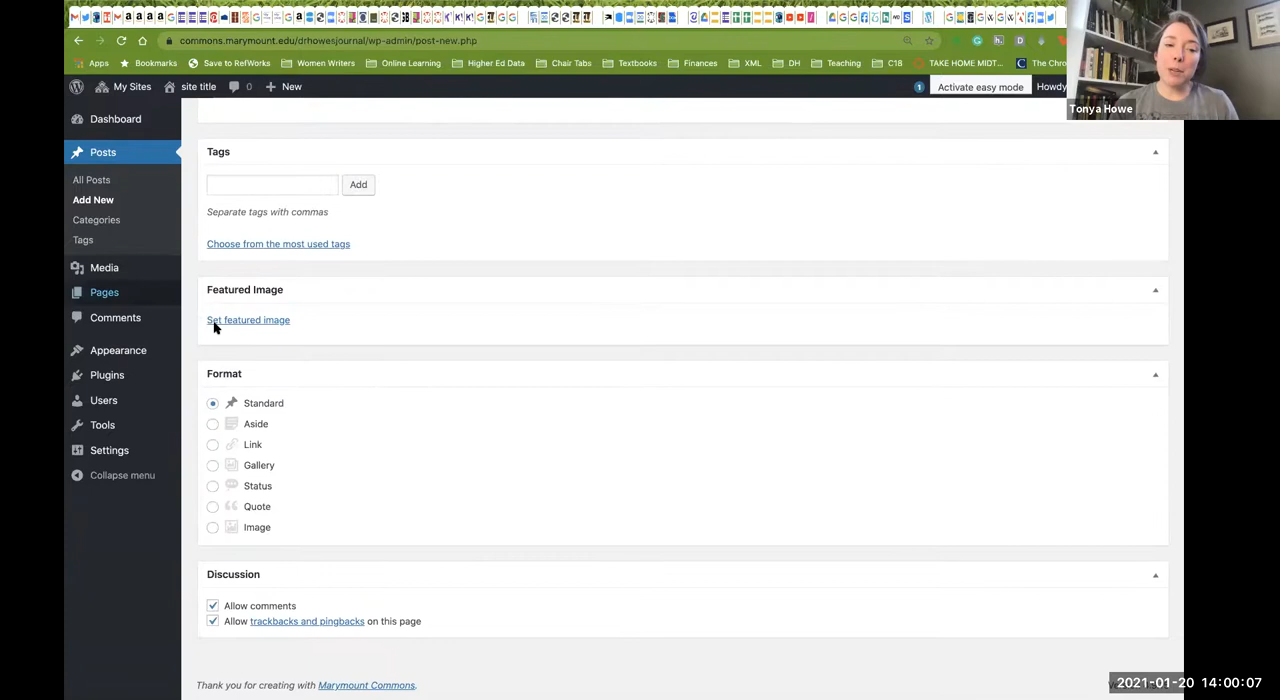 commons.marymount.edu/drhowesjournal/wp-admin/post-new.php
Apps Bookmarks Save to RefWorks Women Writers Online Learning Higher Ed Data Chair Tabs Textbooks Finances XML DH Teaching C18 TAKE HOME MIDT... The Chro
My Sites site title 0 New 1 Activate easy mode Howdy
Tonya Howe
Dashboard
Posts
All Posts
Add New
Categories
Tags
Media
Pages
Comments
Appearance
Plugins
Users
Tools
Settings
Collapse menu
Tags
Add
Separate tags with commas
Choose from the most used tags
Featured Image
Set featured image
Format
Standard
Aside
Link
Gallery
Status
Quote
Image
Discussion
Allow comments
Allow trackbacks and pingbacks on this page
Thank you for creating with Marymount Commons.
2021-01-20 14:00:07